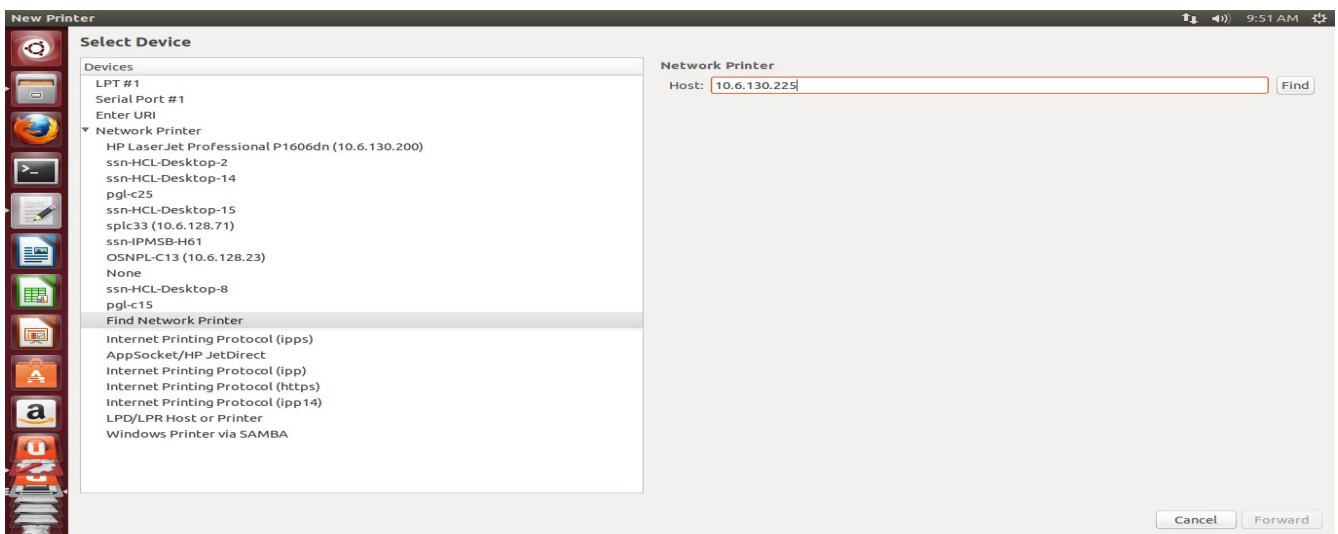 New Printer
9:51 AM
Select Device
Devices
LPT #1
Serial Port #1
Enter URI
Network Printer
HP LaserJet Professional P1606dn (10.6.130.200)
ssn-HCL-Desktop-2
ssn-HCL-Desktop-14
pgl-c25
ssn-HCL-Desktop-15
splc33 (10.6.128.71)
ssn-IPMSB-H61
OSNPL-C13 (10.6.128.23)
None
ssn-HCL-Desktop-8
pgl-c15
Find Network Printer
Internet Printing Protocol (ipps)
AppSocket/HP JetDirect
Internet Printing Protocol (ipp)
Internet Printing Protocol (https)
Internet Printing Protocol (ipp14)
LPD/LPR Host or Printer
Windows Printer via SAMBA
Network Printer
Host: 10.6.130.225 Find
Cancel Forward